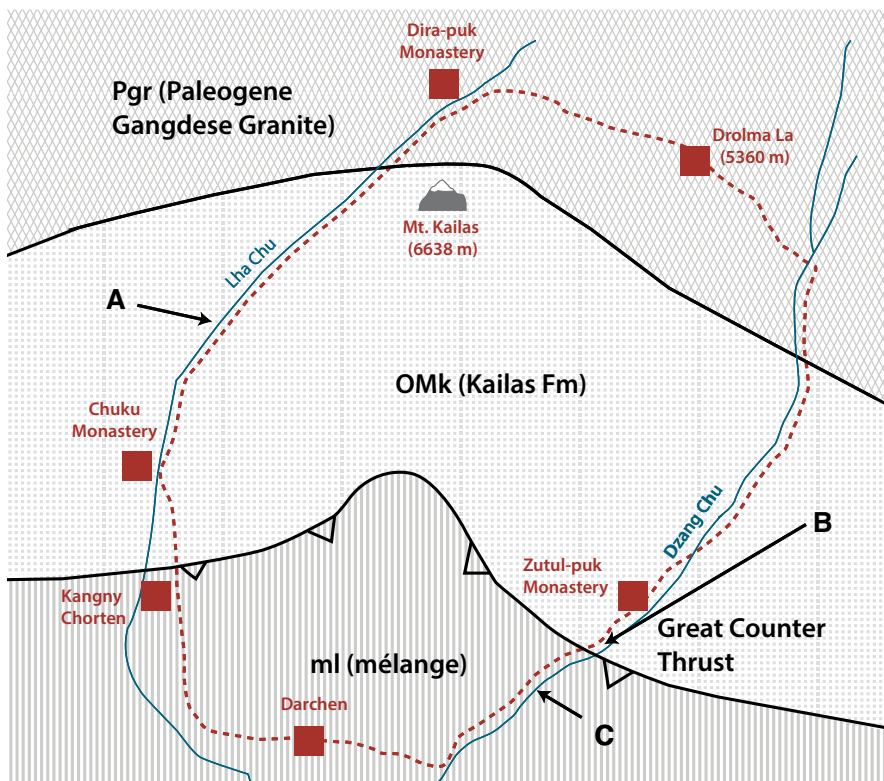 Dira-puk
Monastery
Pgr (Paleogene
Gangdese Granite)
Drolma La
(5360 m)
Mt. Kailas
(6638 m)
Lha Chu
A
OMk (Kailas Fm)
Chuku
Monastery
Dzang Chu
B
Zutul-puk
Monastery
Kangny
Chorten
Great Counter
Thrust
ml (mélange)
Darchen
C